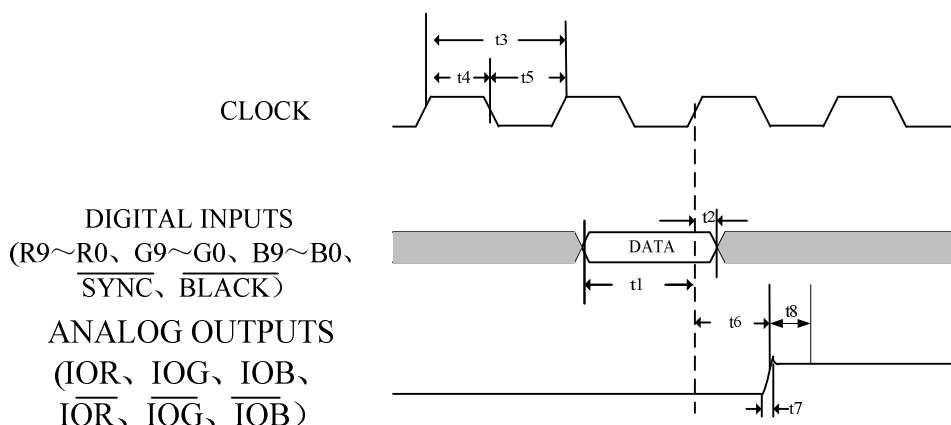 t3
t4 t5
CLOCK
DIGITAL INPUTS
(R9～R0、G9～G0、B9～B0、
SYNC、BLACK）
DATA
t2
t1
ANALOG OUTPUTS
(IOR、IOG、IOB、
IOR、IOG、IOB）
t6
t8
t7